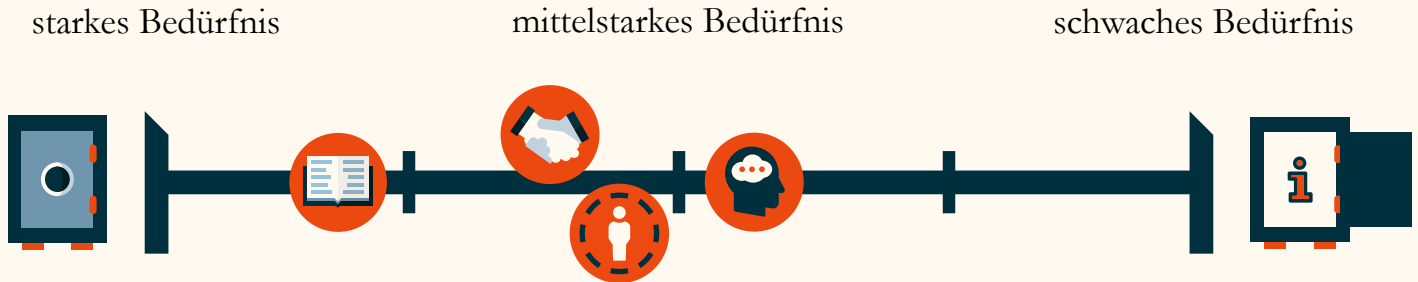 starkes Bedürfnis
mittelstarkes Bedürfnis
schwaches Bedürfnis